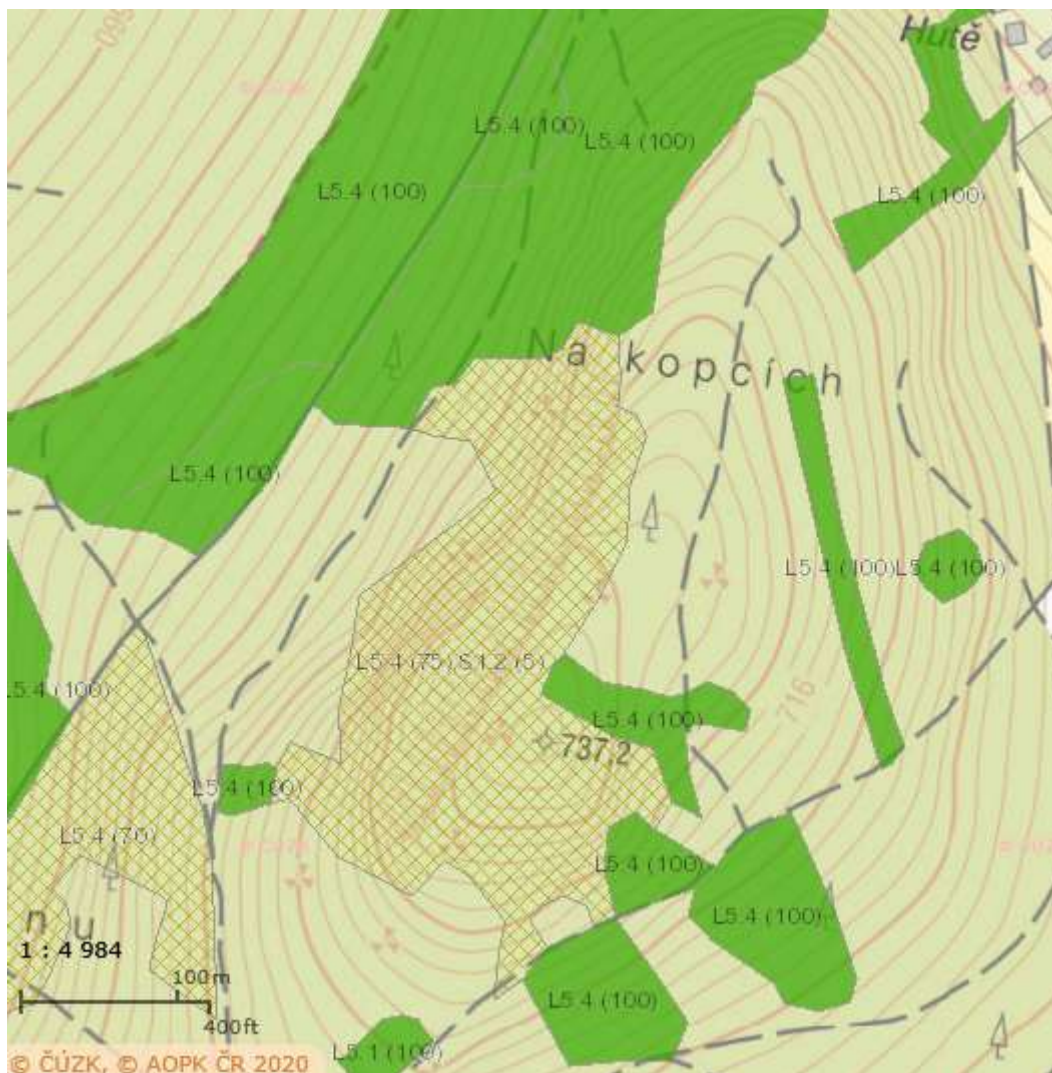 Hutě
660
L5.4 (100)
L5.4 (100)
L5.4 (100)
L5.4 (100)
Na kopcích
L5.4 (100)
L5.4 (100)
L5.4 (100)
L5.4 (75),S1.2 (5)
L5.4 (100)
L5.4 (100)
716
737,2
L5.4 (100)
L5.4 (70)
L5.4 (100)
L5.4 (100)
nu
1 : 4 984
100m
L5.4 (100)
400ft
L5.1 (100)
© ČÚZK, © AOPK ČR 2020